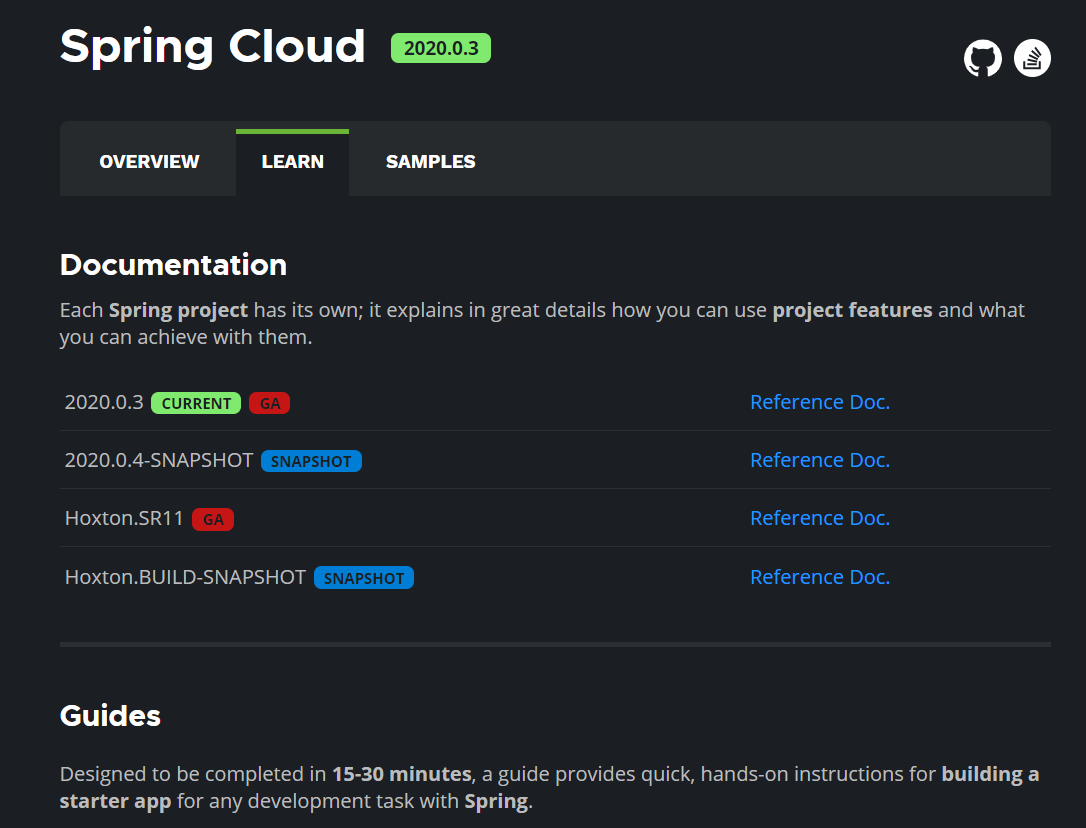 Spring Cloud 2020.0.3
OVERVIEW LEARN SAMPLES
Documentation
Each Spring project has its own; it explains in great details how you can use project features and what
you can achieve with them.
2020.0.3 CURRENT GA Reference Doc.
2020.0.4-SNAPSHOT SNAPSHOT Reference Doc.
Hoxton.SR11 GA Reference Doc.
Hoxton.BUILD-SNAPSHOT SNAPSHOT Reference Doc.
Guides
Designed to be completed in 15-30 minutes, a guide provides quick, hands-on instructions for building a
starter app for any development task with Spring.